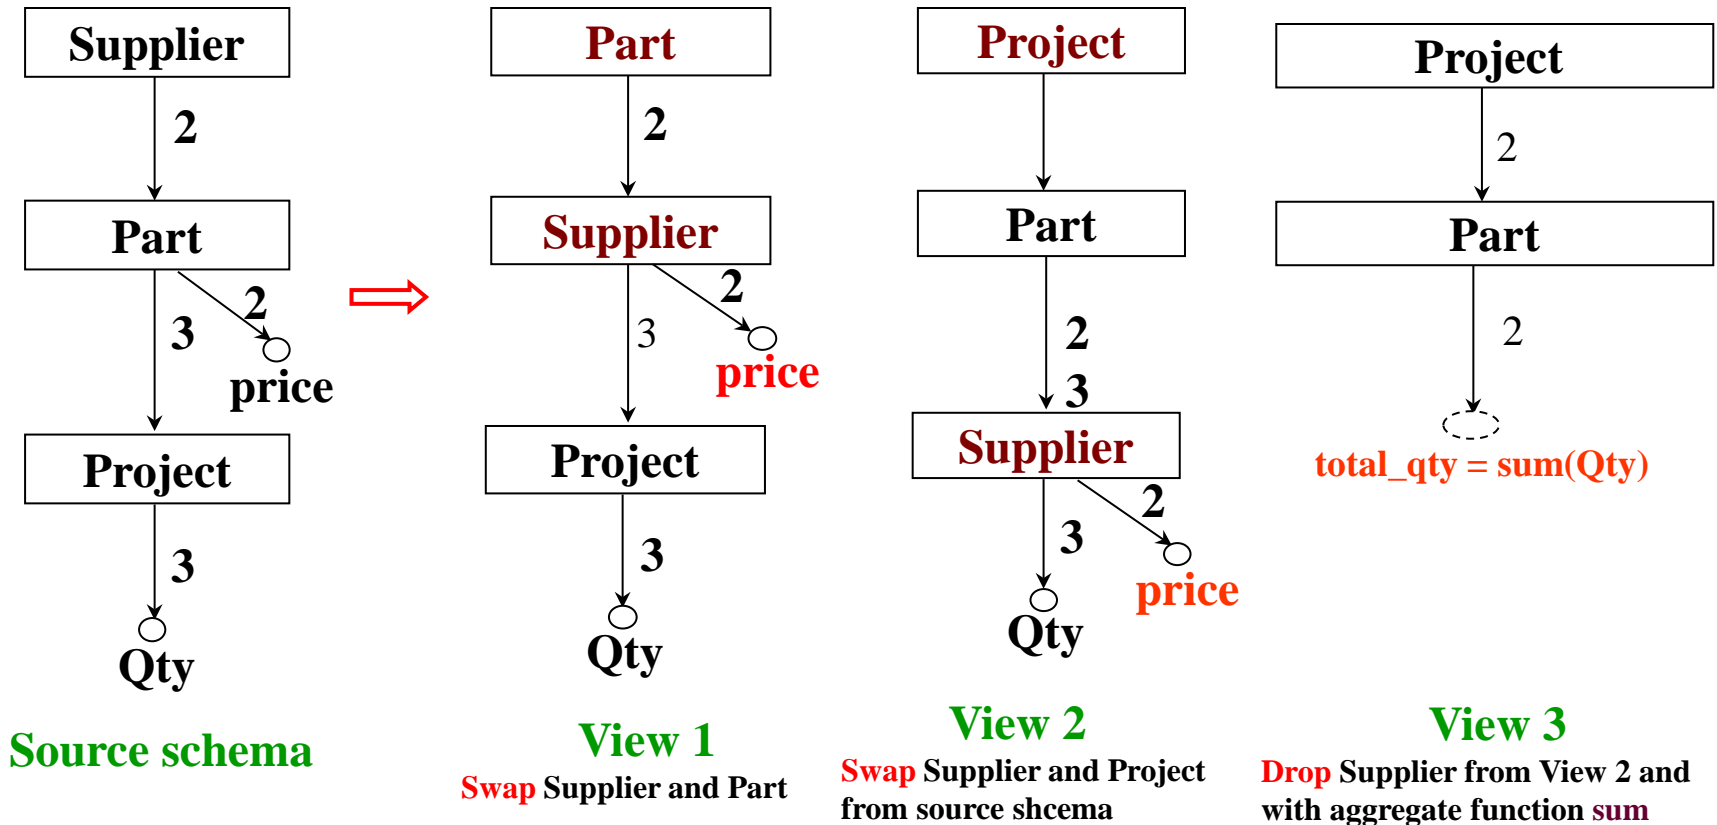 Supplier
2
Part
2
3
price
Project
3
Qty
Source schema
Part
2
Supplier
2
3
price
Project
3
Qty
View 1
Swap Supplier and Part
Project
Part
2
3
Supplier
2
3
price
Qty
View 2
Swap Supplier and Project
from source shcema
Project
2
Part
2
total_qty = sum(Qty)
View 3
Drop Supplier from View 2 and
with aggregate function sum